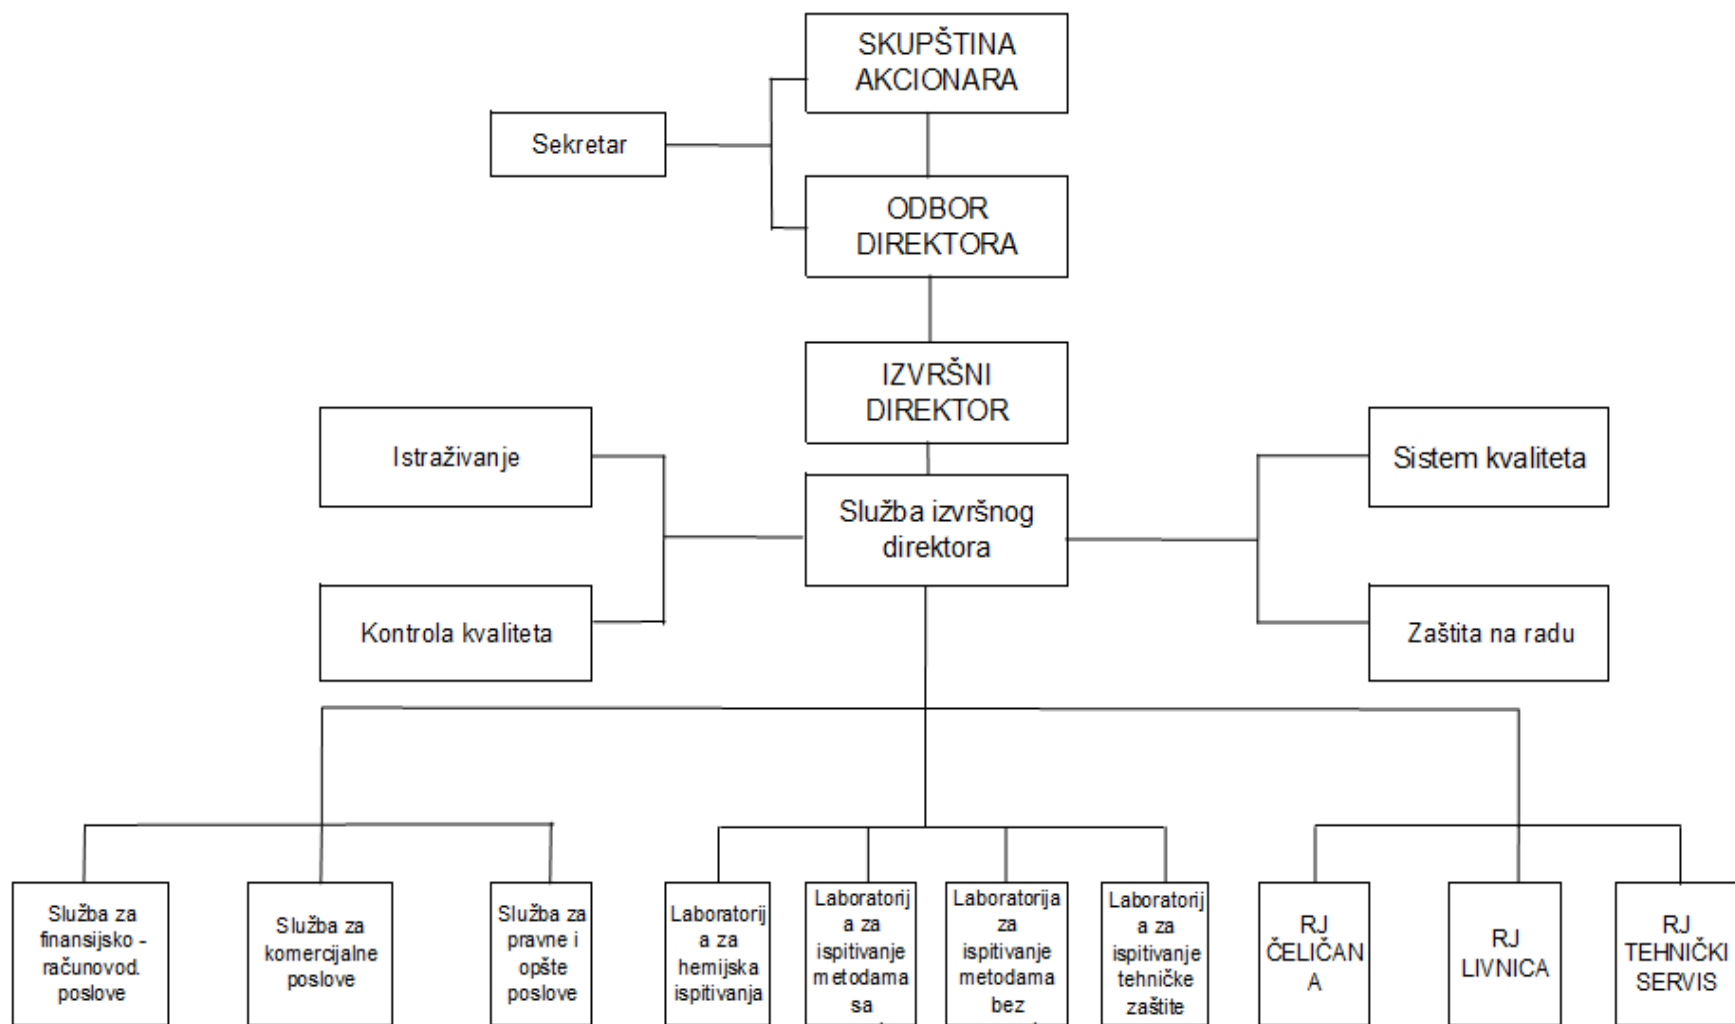 SKUPŠTINA
AKCIONARA
Sekretar
ODBOR
DIREKTORA
IZVRŠNI
DIREKTOR
Istraživanje
Sistem kvaliteta
Služba izvršnog
direktora
Kontrola kvaliteta
Zaštita na radu
Služba za
finansijsko -
računovod.
poslove
Služba za
komercijalne
poslove
Služba za
pravne i
opšte
poslove
Laboratorij
a za
hemijska
ispitivanja
Laboratorij
a za
ispitivanje
metodama
sa
Laboratorija
za
ispitivanje
metodama
bez
Laboratorij
a za
ispitivanje
tehničke
zaštite
RJ
ČELIČAN
A
RJ
LIVNICA
RJ
TEHNIČKI
SERVIS